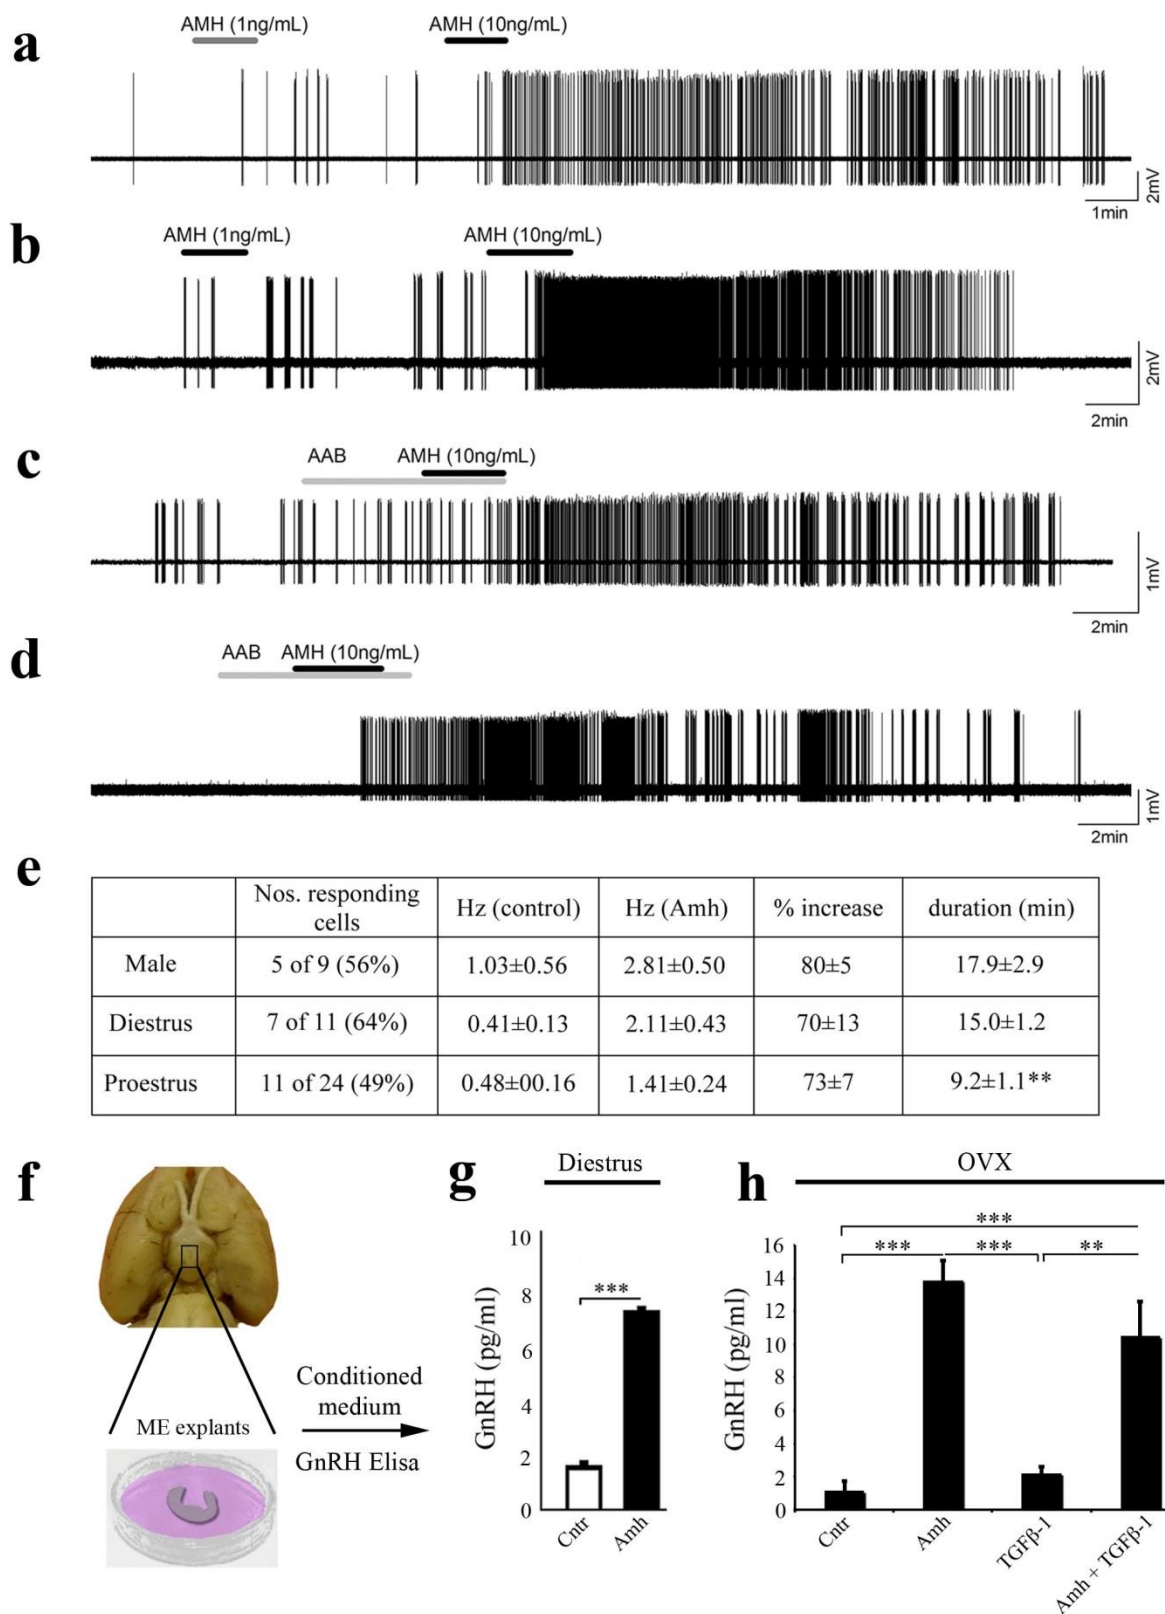 a
AMH (1ng/mL) AMH (10ng/mL)
2mV
1min
b
AMH (1ng/mL) AMH (10ng/mL)
2mV
2min
c
AAB AMH (10ng/mL)
1mV
2min
d
AAB AMH (10ng/mL)
1mV
2min
e
Nos. responding cells Hz (control) Hz (Amh) % increase duration (min)
Male 5 of 9 (56%) 1.03±0.56 2.81±0.50 80±5 17.9±2.9
Diestrus 7 of 11 (64%) 0.41±0.13 2.11±0.43 70±13 15.0±1.2
Proestrus 11 of 24 (49%) 0.48±00.16 1.41±0.24 73±7 9.2±1.1**
f
ME explants
Conditioned
medium
GnRH Elisa
g
Diestrus
GnRH (pg/ml)
10
8
6
4
2
0
***
Cntr Amh
h
OVX
GnRH (pg/ml)
16
14
12
10
8
6
4
2
0
***
*** *** **
Cntr Amh TGFβ-1 Amh + TGFβ-1